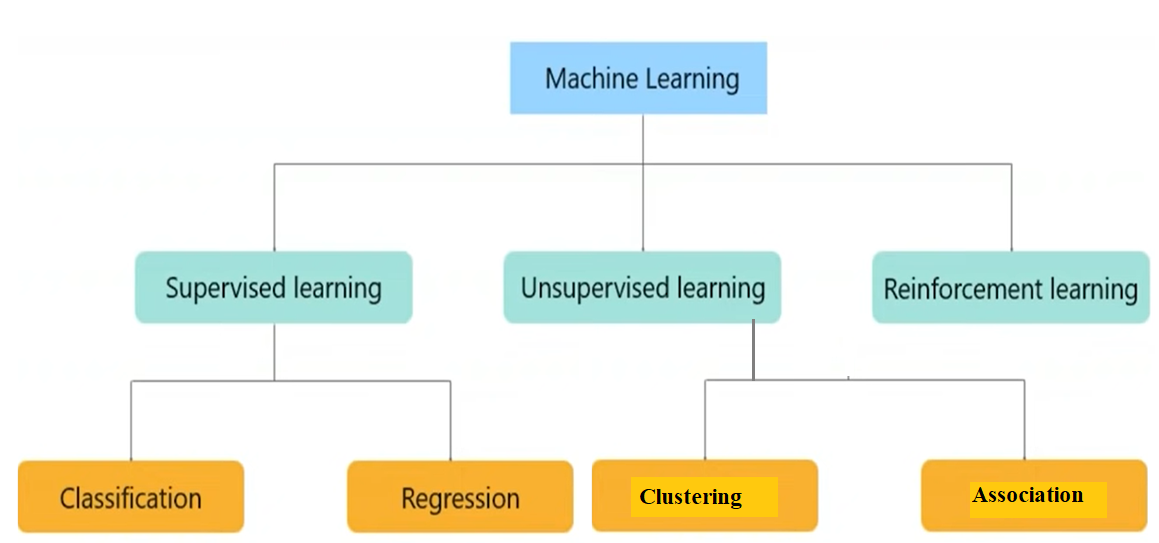 Machine Learning
Supervised learning
Unsupervised learning
Reinforcement learning
Classification
Regression
Clustering
Association